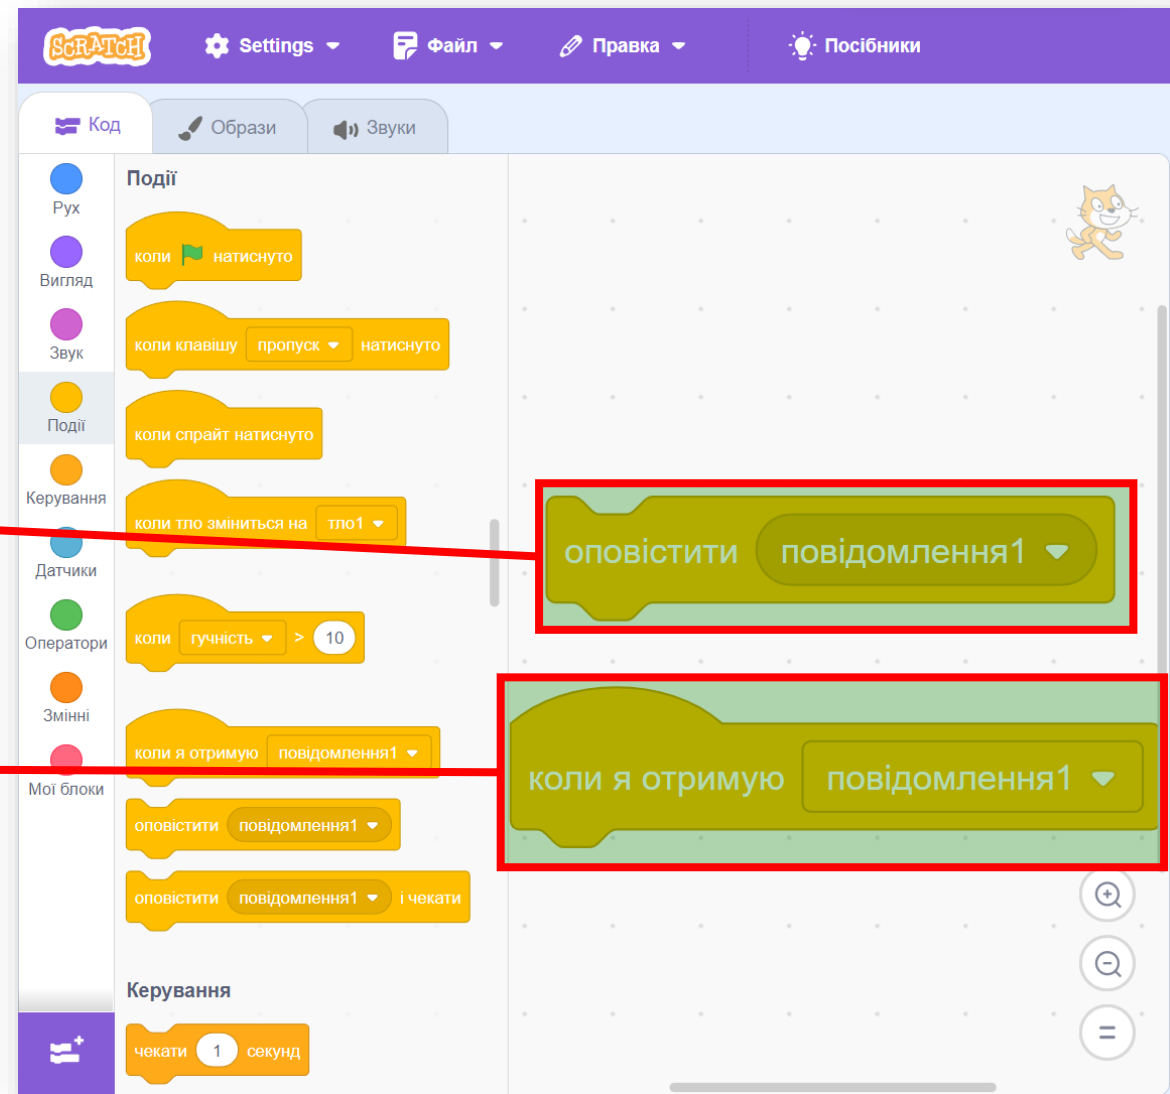 SCRATCH Settings Файл Правка Посібники
Код Образи Звуки
Рух
Вигляд
Звук
Події
Керування
Датчики
Оператори
Змінні
Мої блоки
Події
коли натиснуто
коли клавішу пропуск натиснуто
коли спрайт натиснуто
коли тло зміниться на тло1
коли гучність > 10
коли я отримую повідомлення1
оповістити повідомлення1
оповістити повідомлення1 і чекати
Керування
чекати 1 секунд
оповістити повідомлення1
коли я отримую повідомлення1